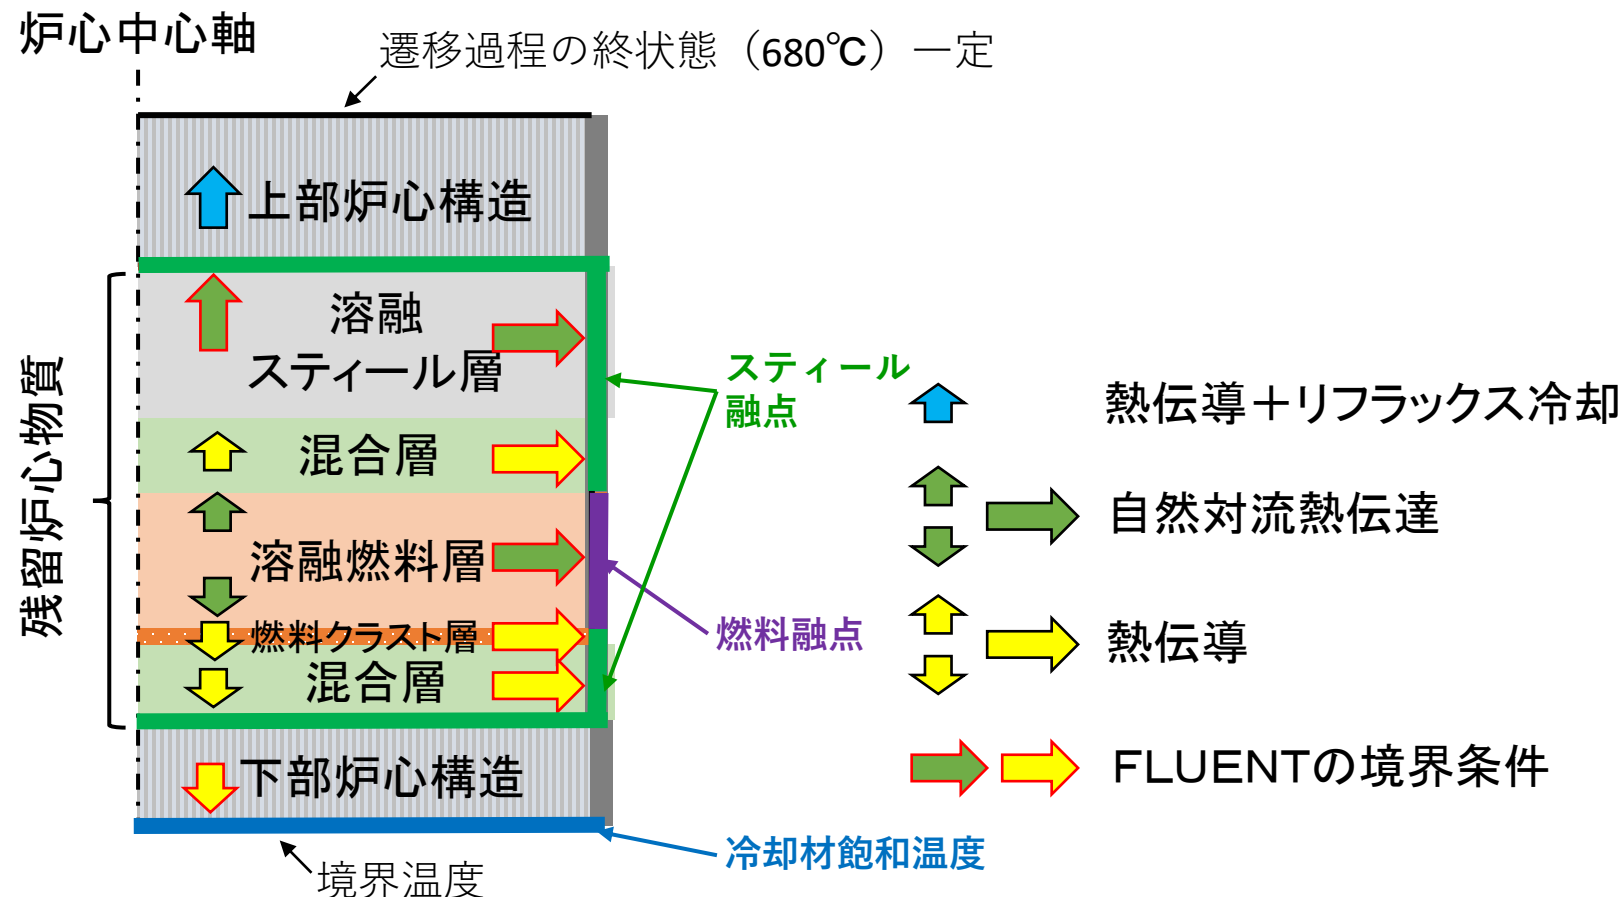 炉心中心軸
遷移過程の終状態（680℃）一定
上部炉心構造
溶融
スティール層
混合層
溶融燃料層
燃料クラスト層
混合層
下部炉心構造
残留炉心物質
スティール
融点
燃料融点
冷却材飽和温度
境界温度
熱伝導＋リフラックス冷却
自然対流熱伝達
熱伝導
FLUENTの境界条件